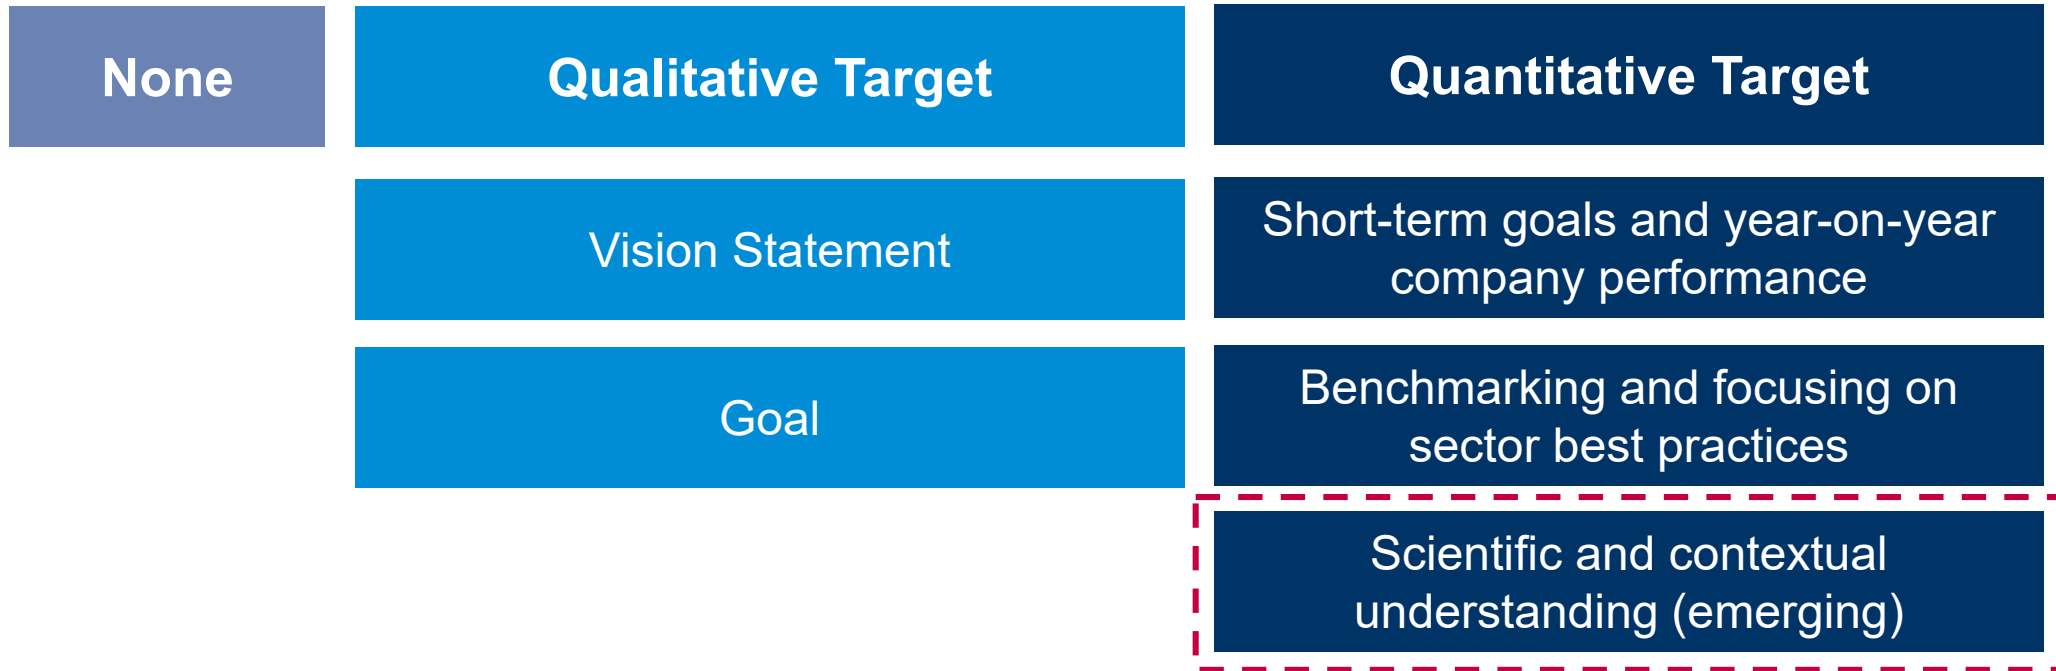 None
Qualitative Target
Quantitative Target
Vision Statement
Short-term goals and year-on-year
company performance
Goal
Benchmarking and focusing on
sector best practices
Scientific and contextual
understanding (emerging)